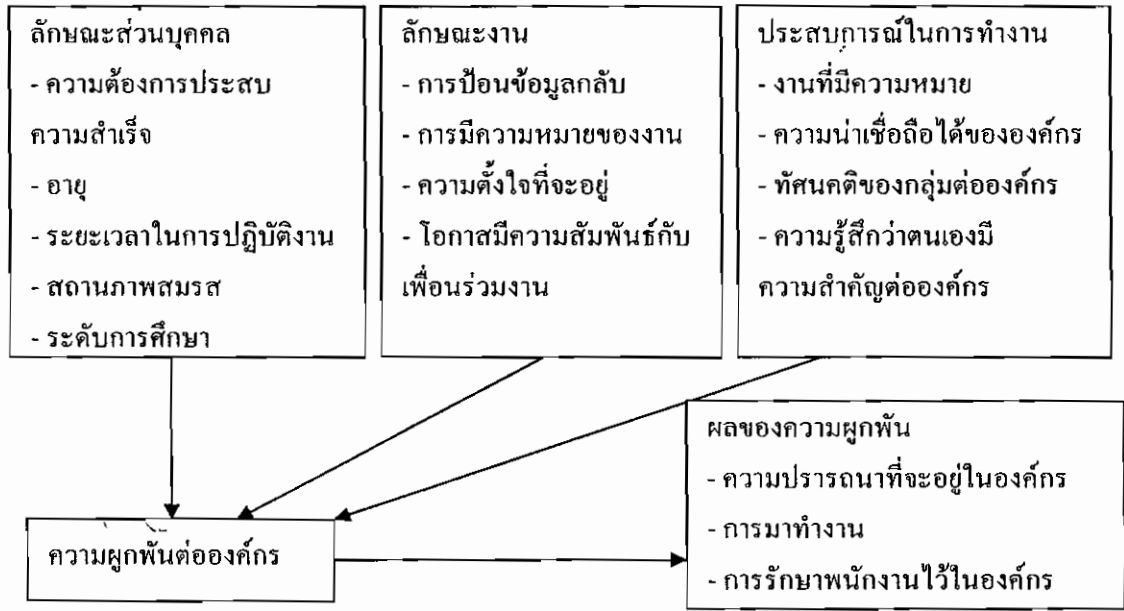 ลักษณะส่วนบุคคล
- ความต้องการประสบ
ความสำเร็จ
- อายุ
- ระยะเวลาในการปฏิบัติงาน
- สถานภาพสมรส
- ระดับการศึกษา
ลักษณะงาน
- การป้อนข้อมูลกลับ
- การมีความหมายของงาน
- ความตั้งใจที่จะอยู่
- โอกาสมีความสัมพันธ์กับ
เพื่อนร่วมงาน
ประสบการณ์ในการทำงาน
- งานที่มีความหมาย
- ความน่าเชื่อถือได้ขององค์กร
- ทัศนคติของกลุ่มต่อองค์กร
- ความรู้สึกว่าตนเองมี
ความสำคัญต่อองค์กร
ความผูกพันต่อองค์กร
ผลของความผูกพัน
- ความปรารถนาที่จะอยู่ในองค์กร
- การมาทำงาน
- การรักษาพนักงานไว้ในองค์กร